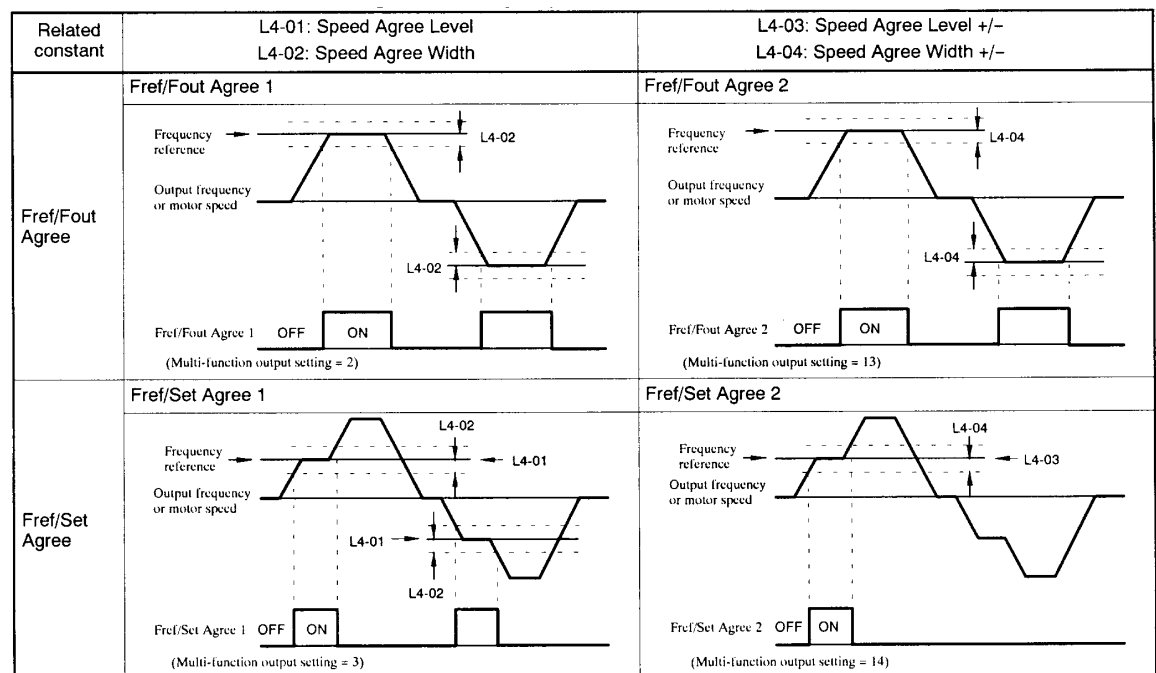 Related
constant
L4-01: Speed Agree Level
L4-02: Speed Agree Width
L4-03: Speed Agree Level +/−
L4-04: Speed Agree Width +/−
Fref/Fout
Agree
Fref/Fout Agree 1
Frequency
reference
L4-02
Output frequency
or motor speed
L4-02
Fref/Fout Agree 1 OFF ON
(Multi-function output setting = 2)
Fref/Fout Agree 2
Frequency
reference
L4-04
Output frequency
or motor speed
L4-04
Fref/Fout Agree 2 OFF ON
(Multi-function output setting = 13)
Fref/Set
Agree
Fref/Set Agree 1
L4-02
Frequency
reference
L4-01
Output frequency
or motor speed
L4-01
L4-02
Fref/Set Agree 1 OFF ON
(Multi-function output setting = 3)
Fref/Set Agree 2
L4-04
Frequency
reference
L4-03
Output frequency
or motor speed
Fref/Set Agree 2 OFF ON
(Multi-function output setting = 14)